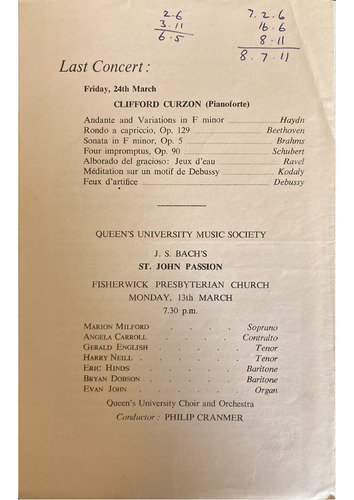 2.6
3.11
6.5
7.2.6
16.6
8.11
8.7.11
Last Concert:
Friday, 24th March
CLIFFORD CURZON (Pianoforte)
Andante and Variations in F minor Haydn
Rondo a capriccio, Op. 129 Beethoven
Sonata in F minor, Op. 5 Brahms
Four impromptus, Op. 90 Schubert
Alborado del gracioso: Jeux d'eau Ravel
Méditation sur un motif de Debussy Kodaly
Feux d'artifice Debussy
QUEEN'S UNIVERSITY MUSIC SOCIETY
J. S. BACH'S
ST. JOHN PASSION
FISHERWICK PRESBYTERIAN CHURCH
MONDAY, 13th MARCH
7.30 p.m.
MARION MILFORD . . . . Soprano
ANGELA CARROLL . . . . Contralto
GERALD ENGLISH . . . . Tenor
HARRY NEILL . . . . Tenor
ERIC HINDS . . . . Baritone
BRYAN DOBSON . . . . Baritone
EVAN JOHN . . . . Organ
Queen's University Choir and Orchestra
Conductor: PHILIP CRANMER